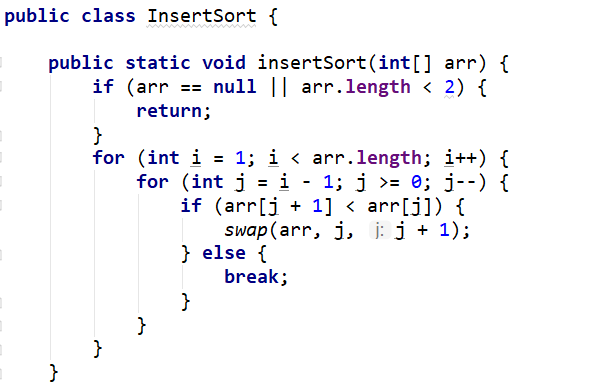 public class InsertSort {
public static void insertSort(int[] arr) {
if (arr == null || arr.length < 2) {
return;
}
for (int i = 1; i < arr.length; i++) {
for (int j = i - 1; j >= 0; j--) {
if (arr[j + 1] < arr[j]) {
swap(arr, j, j: j + 1);
} else {
break;
}
}
}
}